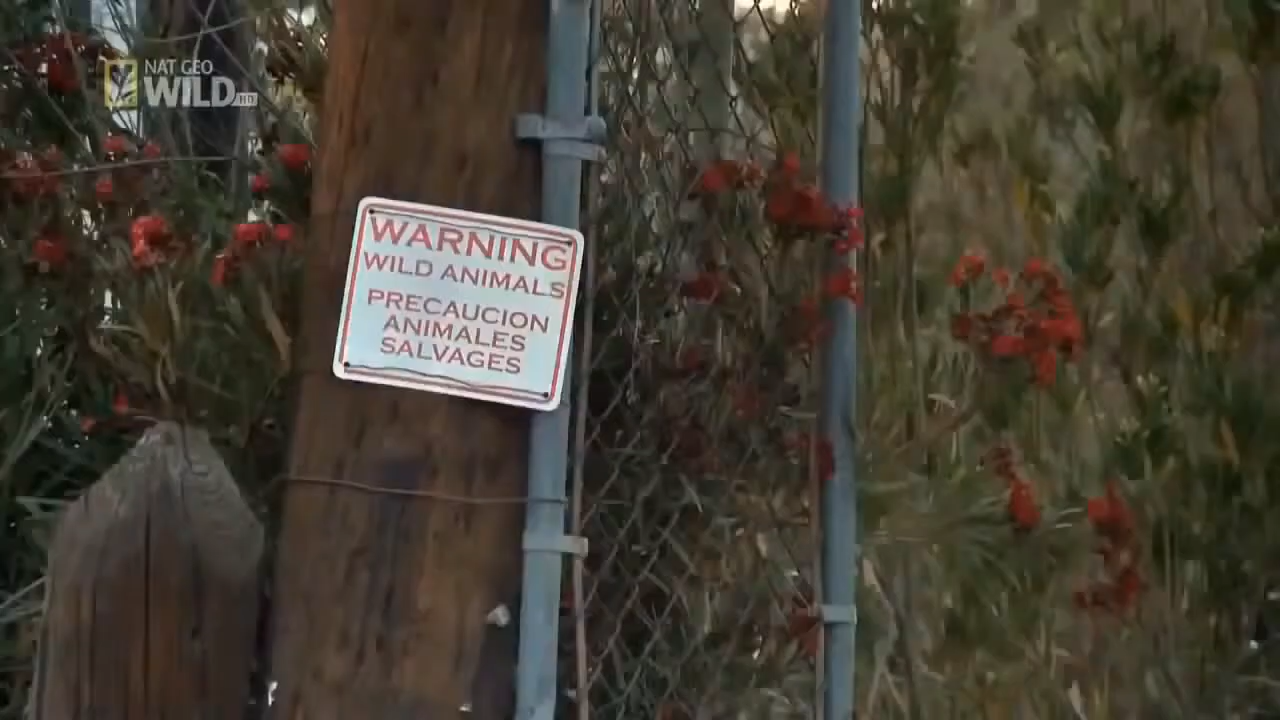 NAT GEO
WILD HD
WARNING
WILD ANIMALS
PRECAUCION
ANIMALES
SALVAGES